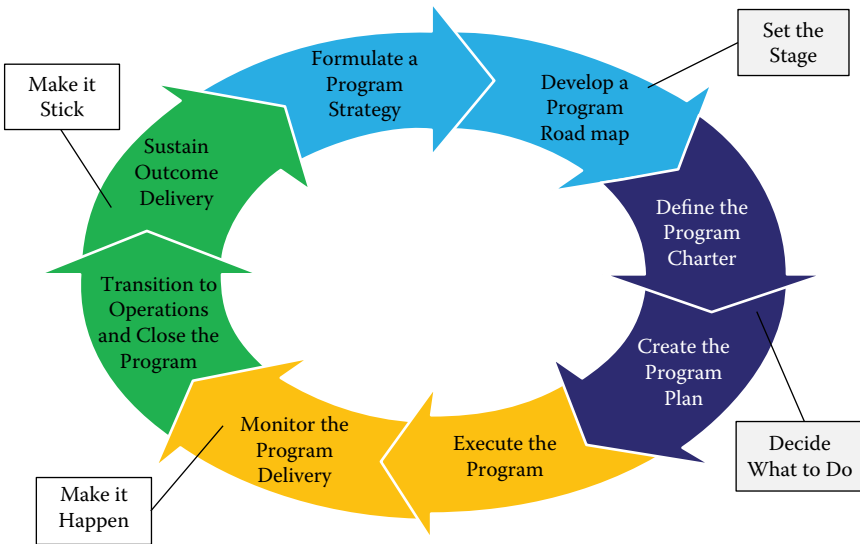 Formulate a
Program
Strategy
Develop a
Program
Road map
Set the
Stage
Define the
Program
Charter
Create the
Program
Plan
Decide
What to Do
Execute the
Program
Monitor the
Program
Delivery
Make it
Happen
Transition to
Operations
and Close the
Program
Sustain
Outcome
Delivery
Make it
Stick